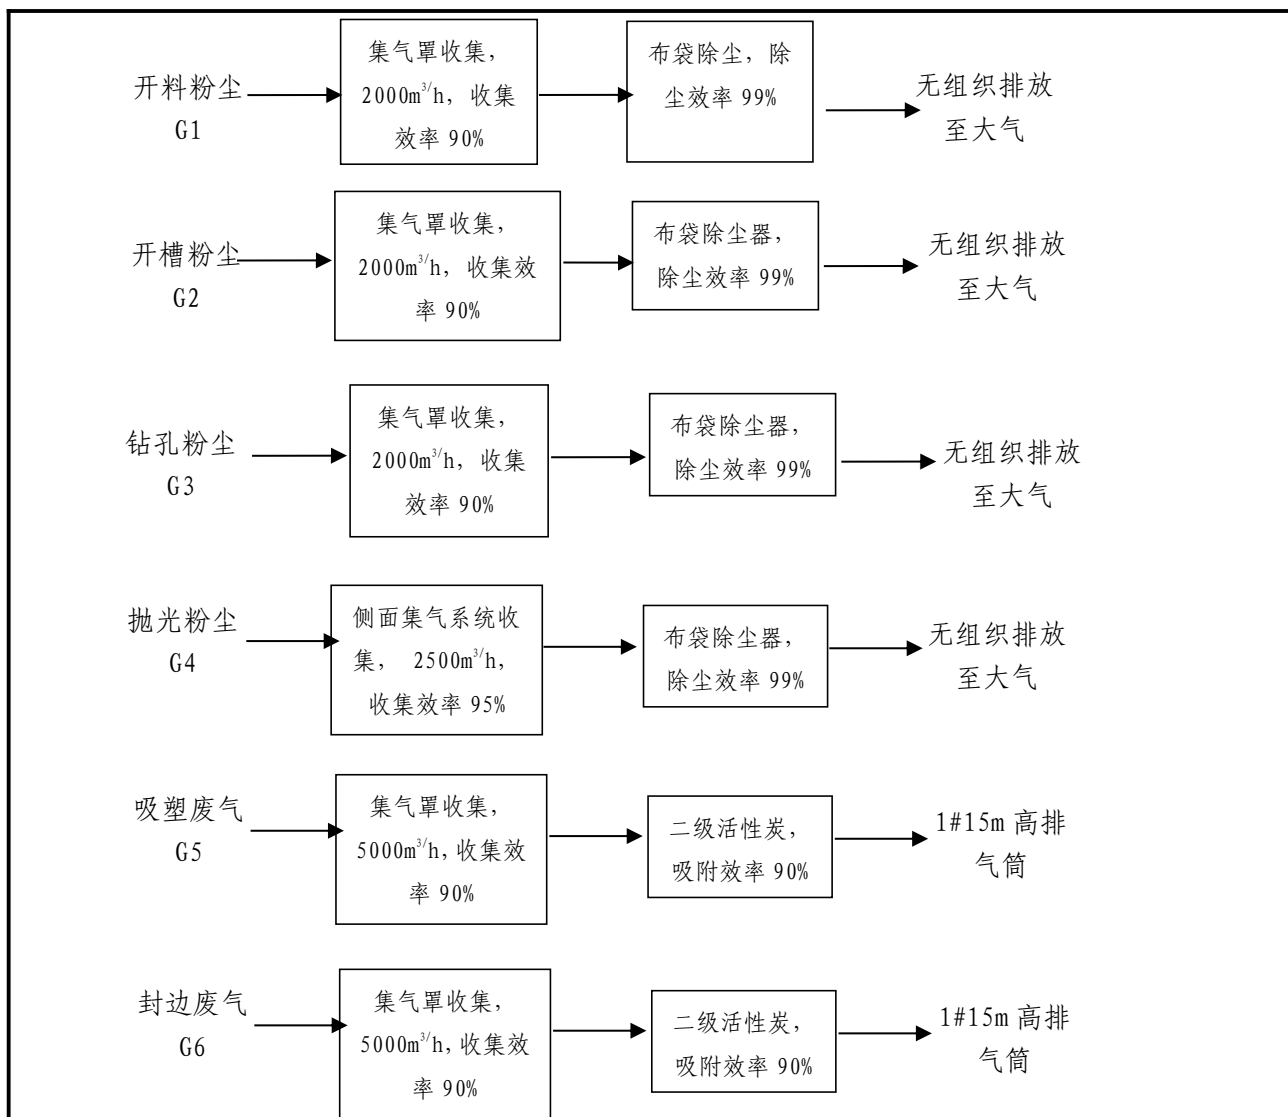 开料粉尘
G1
集气罩收集，
2000m³/h，收集
效率 90%
布袋除尘，除
尘效率 99%
无组织排放
至大气
开槽粉尘
G2
集气罩收集，
2000m³/h，收集效
率 90%
布袋除尘器，
除尘效率 99%
无组织排放
至大气
钻孔粉尘
G3
集气罩收集，
2000m³/h，收集
效率 90%
布袋除尘器，
除尘效率 99%
无组织排放
至大气
抛光粉尘
G4
侧面集气系统收
集， 2500m³/h，
收集效率 95%
布袋除尘器，
除尘效率 99%
无组织排放
至大气
吸塑废气
G5
集气罩收集，
5000m³/h,收集效
率 90%
二级活性炭，
吸附效率 90%
1#15m 高排
气筒
封边废气
G6
集气罩收集，
5000m³/h,收集效
率 90%
二级活性炭，
吸附效率 90%
1#15m 高排
气筒